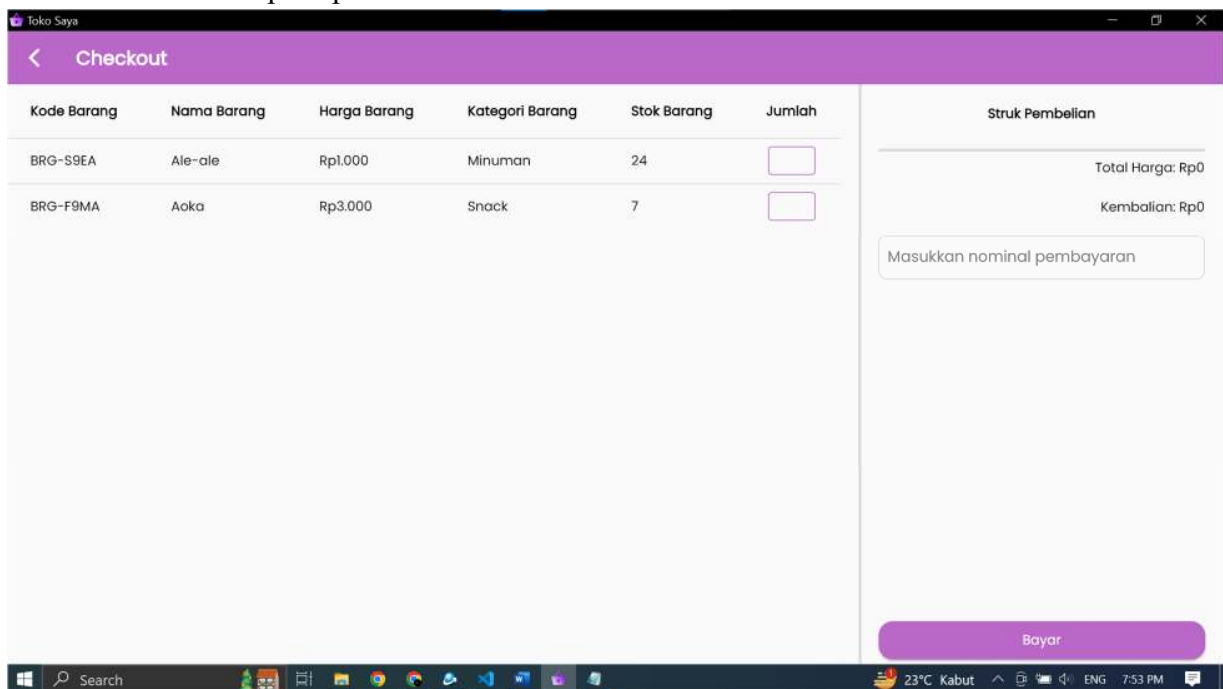 Toko Saya
Checkout
Kode Barang Nama Barang Harga Barang Kategori Barang Stok Barang Jumlah
BRG-S9EA Ale-ale Rp1.000 Minuman 24
BRG-F9MA Aoka Rp3.000 Snack 7
Struk Pembelian
Total Harga: Rp0
Kembalian: Rp0
Masukkan nominal pembayaran
Bayar
Search 23°C Kabut ENG 7:53 PM